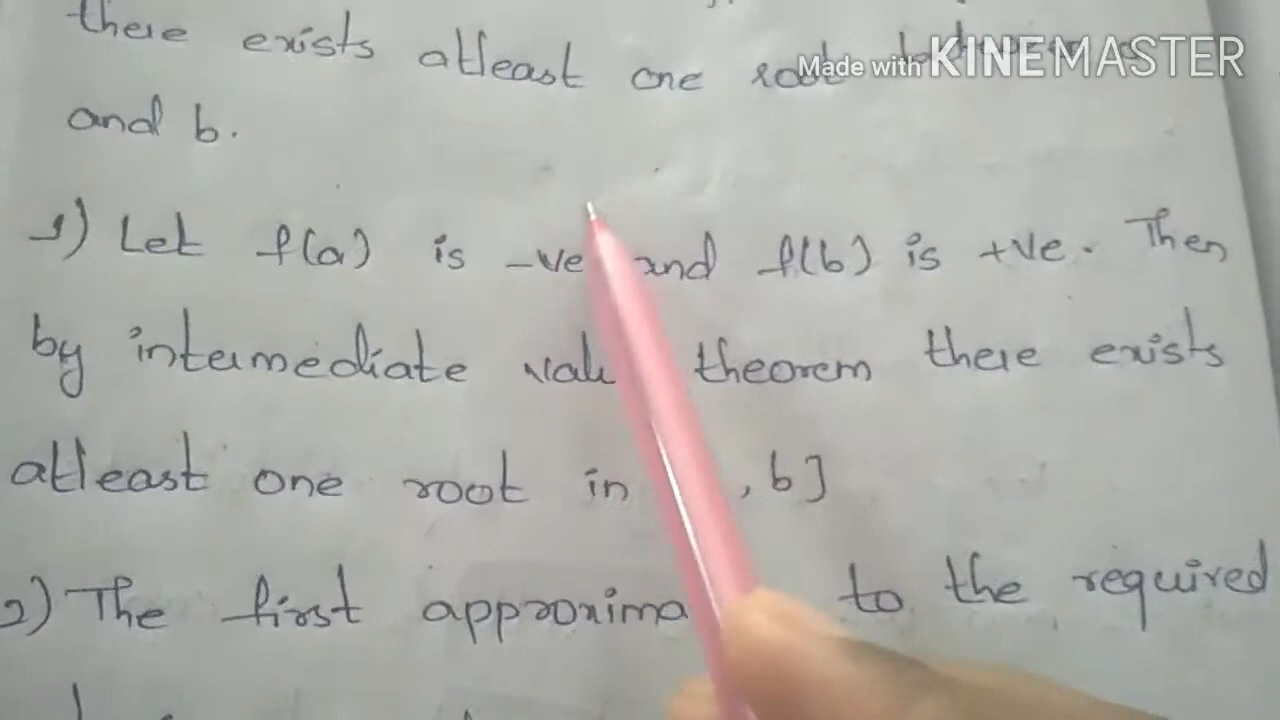 there exists atleast one root
Made with KINEMASTER
and b.
1) Let f(a) is -ve and f(b) is +ve. Then
by intermediate theorem there exists
atleast one root in , b]
2) The first to the required